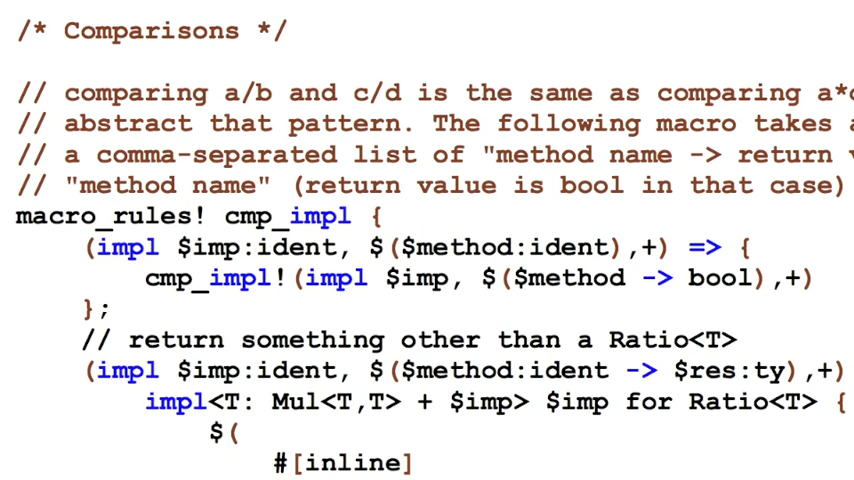 /* Comparisons */
// comparing a/b and c/d is the same as comparing
// abstract that pattern. The following macro takes
// a comma-separated list of "method name -> return
// "method name" (return value is bool in that case)
macro_rules! cmp_impl {
(impl $imp:ident, $($method:ident),+) => {
cmp_impl!(impl $imp, $($method -> bool),+)
};
// return something other than a Ratio<T>
(impl $imp:ident, $($method:ident -> $res:ty),+)
impl<T: Mul<T,T> + $imp> $imp for Ratio<T> {
$(
#[inline]